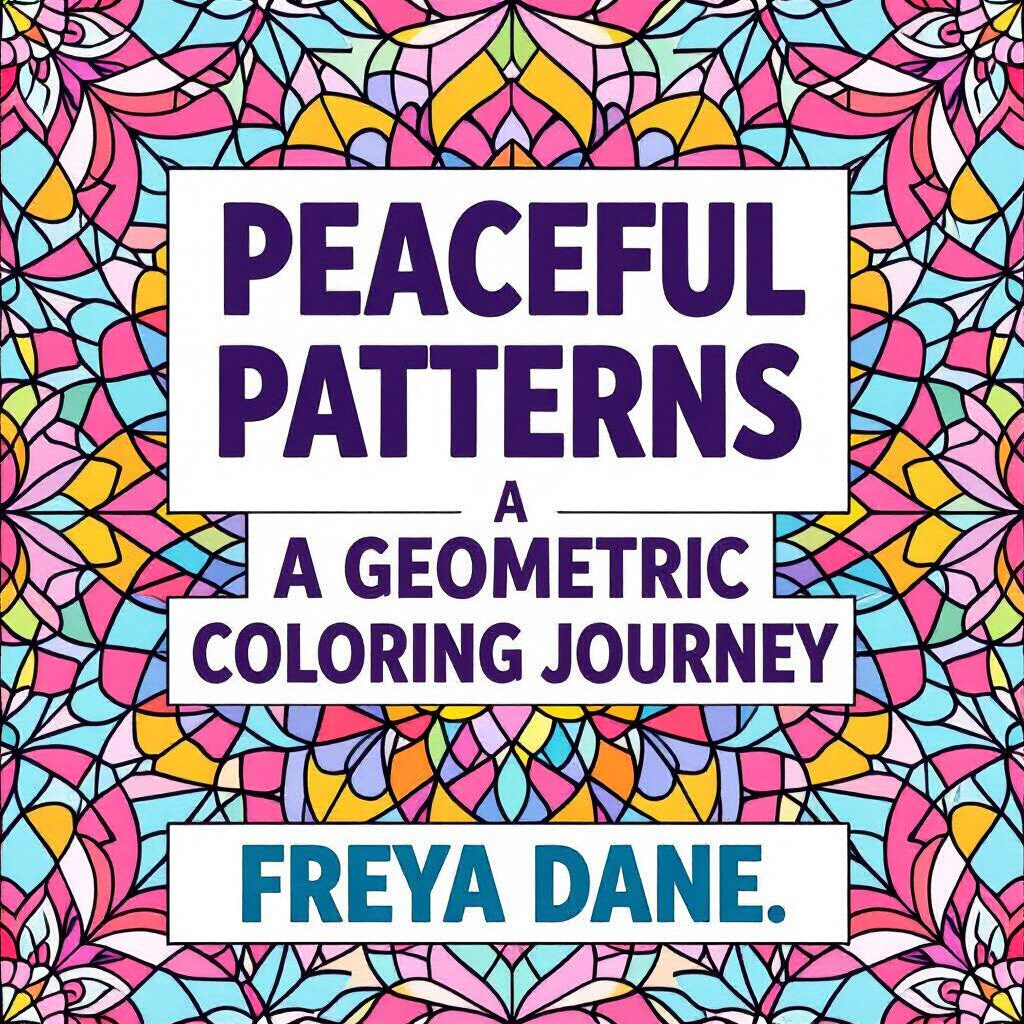 PEACEFUL
PATTERNS
A
A GEOMETRIC
COLORING JOURNEY
FREYA DANE.